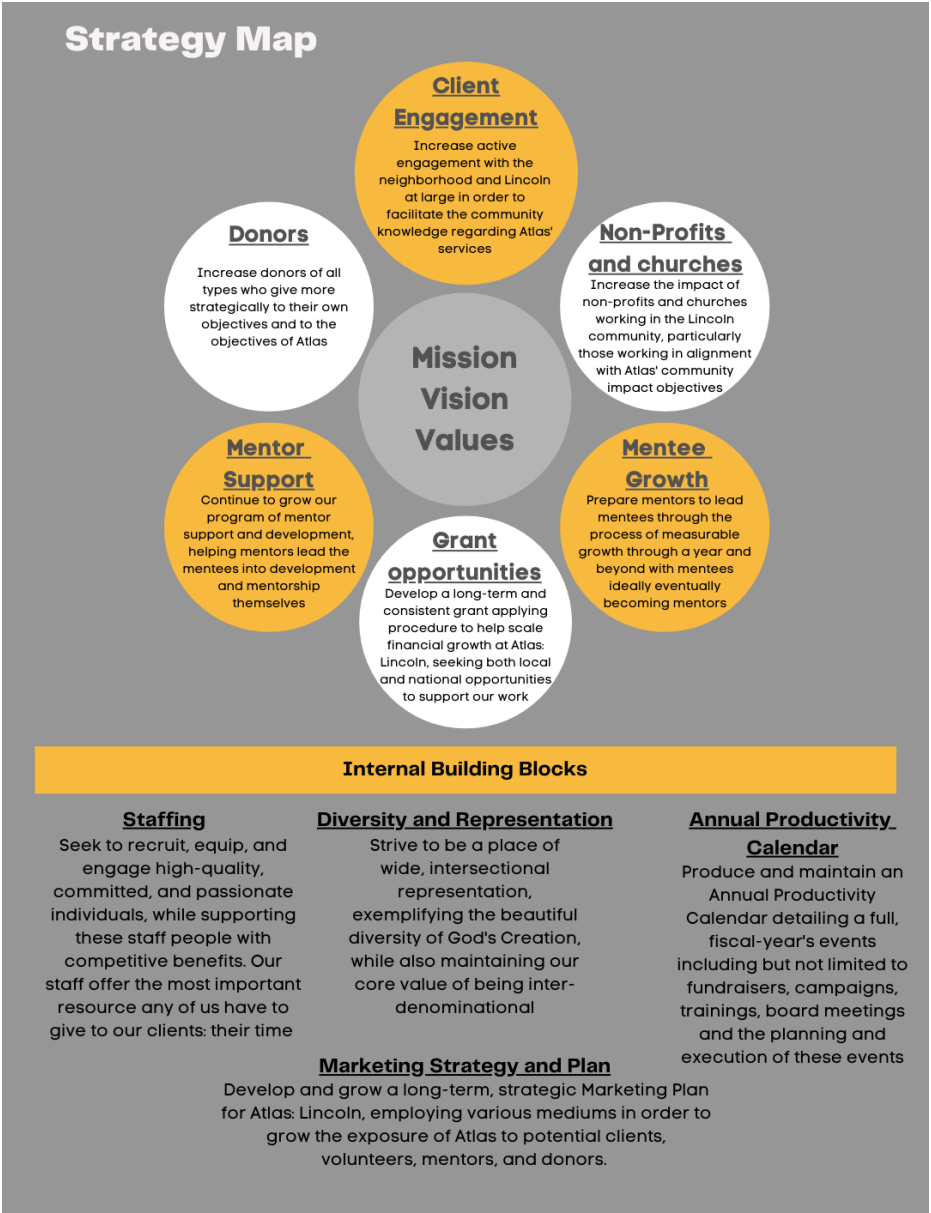 Strategy Map
Client
Engagement
Increase active
engagement with the
neighborhood and Lincoln
at large in order to
facilitate the community
knowledge regarding Atlas'
services
Donors
Increase donors of all
types who give more
strategically to their own
objectives and to the
objectives of Atlas
Non-Profits
and churches
Increase the impact of
non-profits and churches
working in the Lincoln
community, particularly
those working in alignment
with Atlas' community
impact objectives
Mission
Vision
Values
Mentor
Support
Continue to grow our
program of mentor
support and development,
helping mentors lead the
mentees into development
and mentorship
themselves
Mentee
Growth
Prepare mentors to lead
mentees through the
process of measurable
growth through a year and
beyond with mentees
ideally eventually
becoming mentors
Grant
opportunities
Develop a long-term and
consistent grant applying
procedure to help scale
financial growth at Atlas:
Lincoln, seeking both local
and national opportunities
to support our work
Internal Building Blocks
Staffing
Seek to recruit, equip, and
engage high-quality,
committed, and passionate
individuals, while supporting
these staff people with
competitive benefits. Our
staff offer the most important
resource any of us have to
give to our clients: their time
Diversity and Representation
Strive to be a place of
wide, intersectional
representation,
exemplifying the beautiful
diversity of God's Creation,
while also maintaining our
core value of being inter-
denominational
Annual Productivity
Calendar
Produce and maintain an
Annual Productivity
Calendar detailing a full,
fiscal-year's events
including but not limited to
fundraisers, campaigns,
trainings, board meetings
and the planning and
execution of these events
Marketing Strategy and Plan
Develop and grow a long-term, strategic Marketing Plan
for Atlas: Lincoln, employing various mediums in order to
grow the exposure of Atlas to potential clients,
volunteers, mentors, and donors.